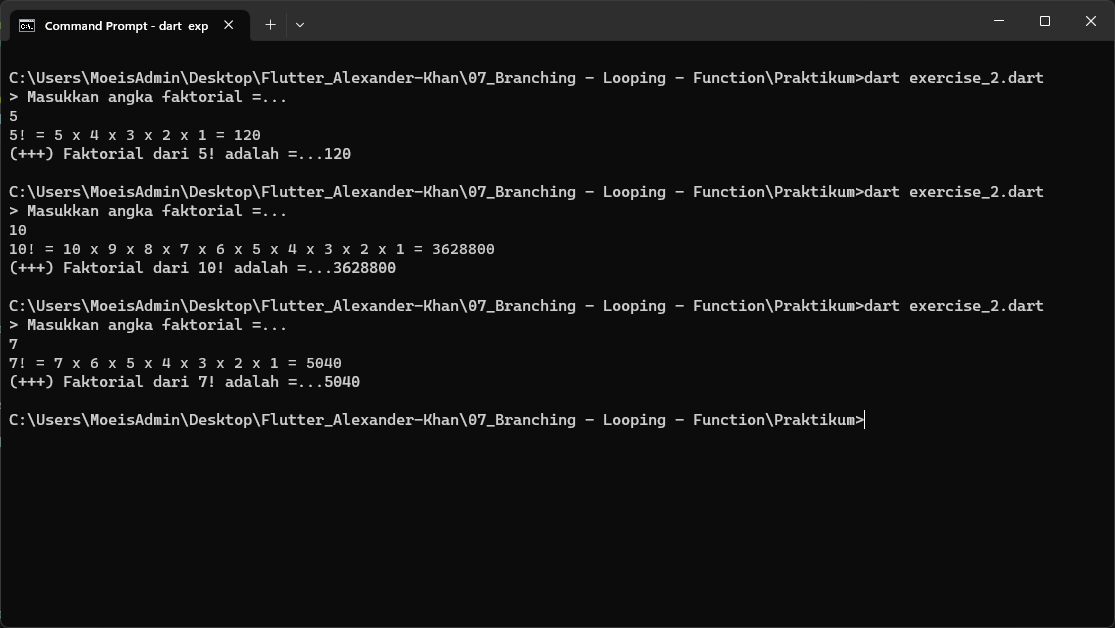 Command Prompt - dart  exp
C:\Users\MoeisAdmin\Desktop\Flutter_Alexander-Khan\07_Branching - Looping - Function\Praktikum>dart exercise_2.dart
> Masukkan angka faktorial =...
5
5! = 5 x 4 x 3 x 2 x 1 = 120
(+++) Faktorial dari 5! adalah =...120
C:\Users\MoeisAdmin\Desktop\Flutter_Alexander-Khan\07_Branching - Looping - Function\Praktikum>dart exercise_2.dart
> Masukkan angka faktorial =...
10
10! = 10 x 9 x 8 x 7 x 6 x 5 x 4 x 3 x 2 x 1 = 3628800
(+++) Faktorial dari 10! adalah =...3628800
C:\Users\MoeisAdmin\Desktop\Flutter_Alexander-Khan\07_Branching - Looping - Function\Praktikum>dart exercise_2.dart
> Masukkan angka faktorial =...
7
7! = 7 x 6 x 5 x 4 x 3 x 2 x 1 = 5040
(+++) Faktorial dari 7! adalah =...5040
C:\Users\MoeisAdmin\Desktop\Flutter_Alexander-Khan\07_Branching - Looping - Function\Praktikum>